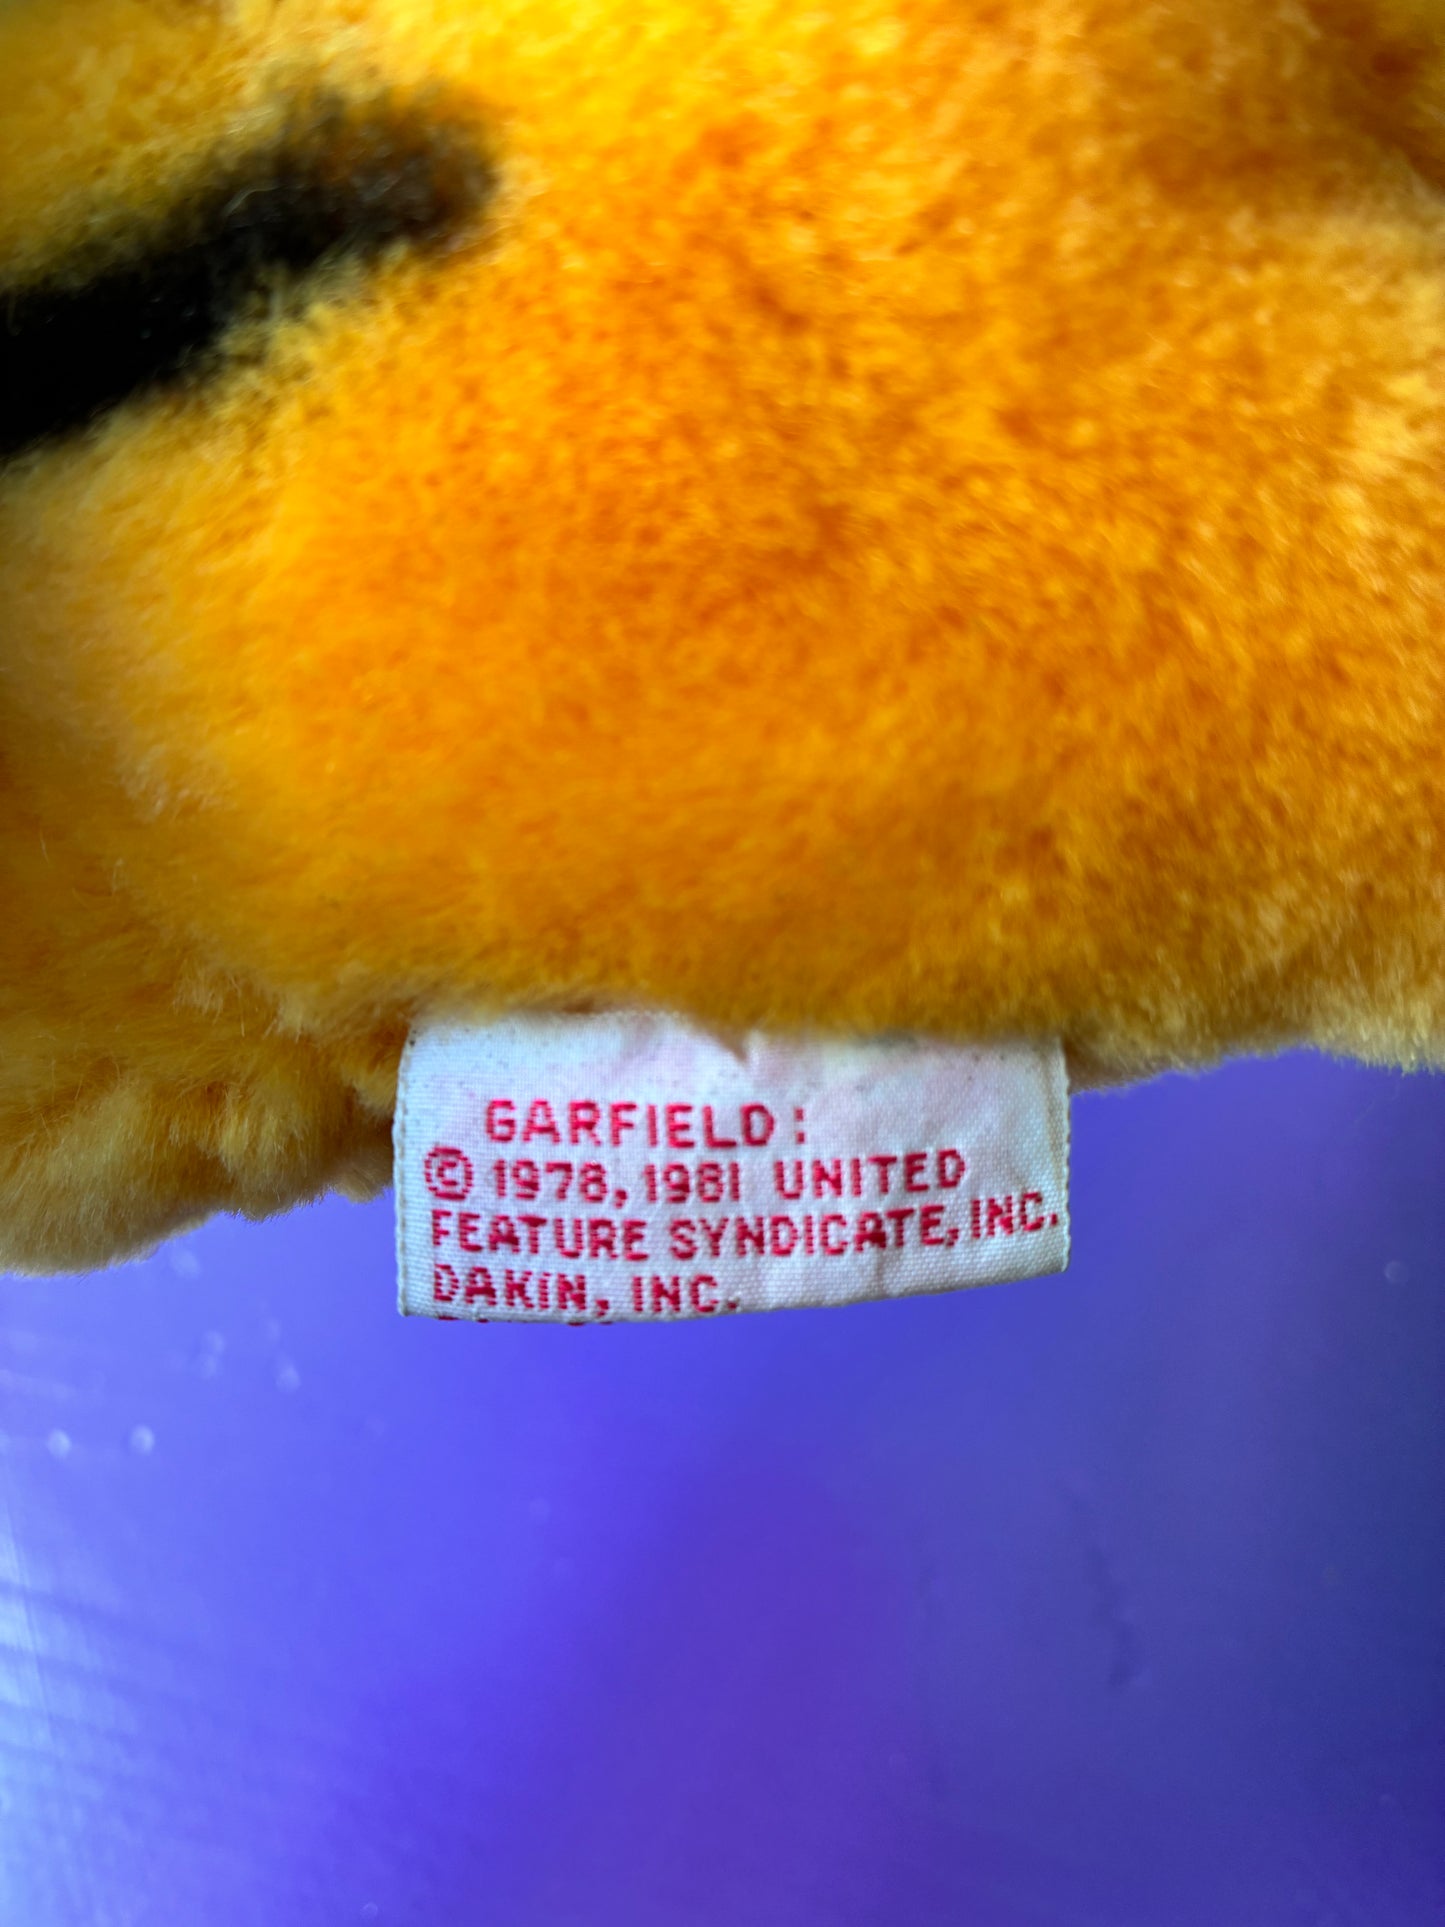 GARFIELD:
© 1978, 1981 UNITED
FEATURE SYNDICATE, INC.
DAKIN, INC.